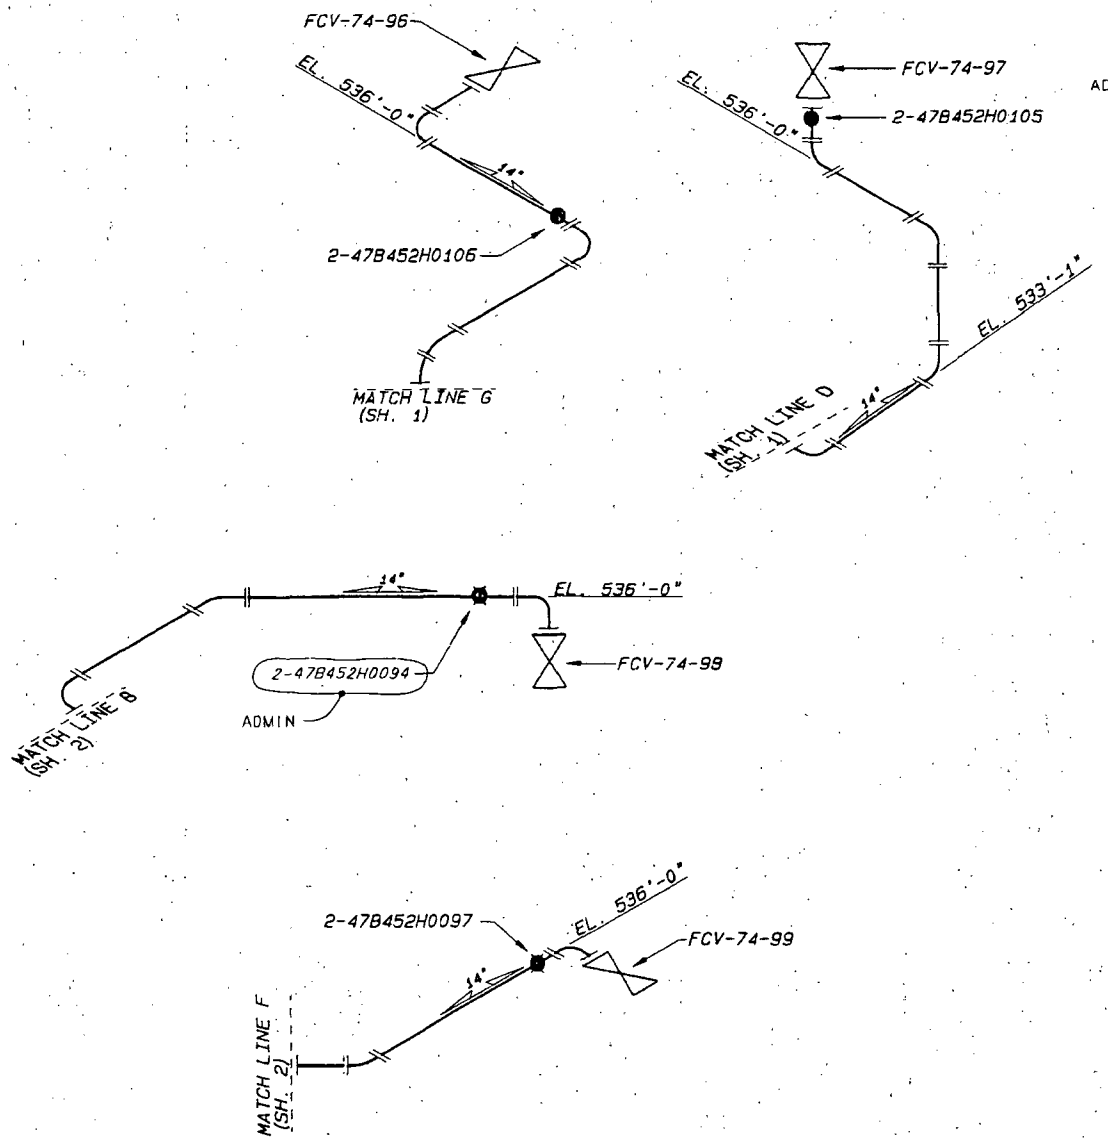 FCV-74-96
EL. 536'-0"
14"
2-47B452H0106
MATCH LINE G
(SH. 1)
FCV-74-97
AD
EL. 536'-0"
2-47B452H0105
EL. 533'-1"
14"
MATCH LINE D
(SH. 1)
14"
EL. 536'-0"
2-47B452H0094
FCV-74-98
ADMIN
MATCH LINE B
(SH. 2)
2-47B452H0097
EL. 536'-0"
FCV-74-99
14"
MATCH LINE F
(SH. 2)